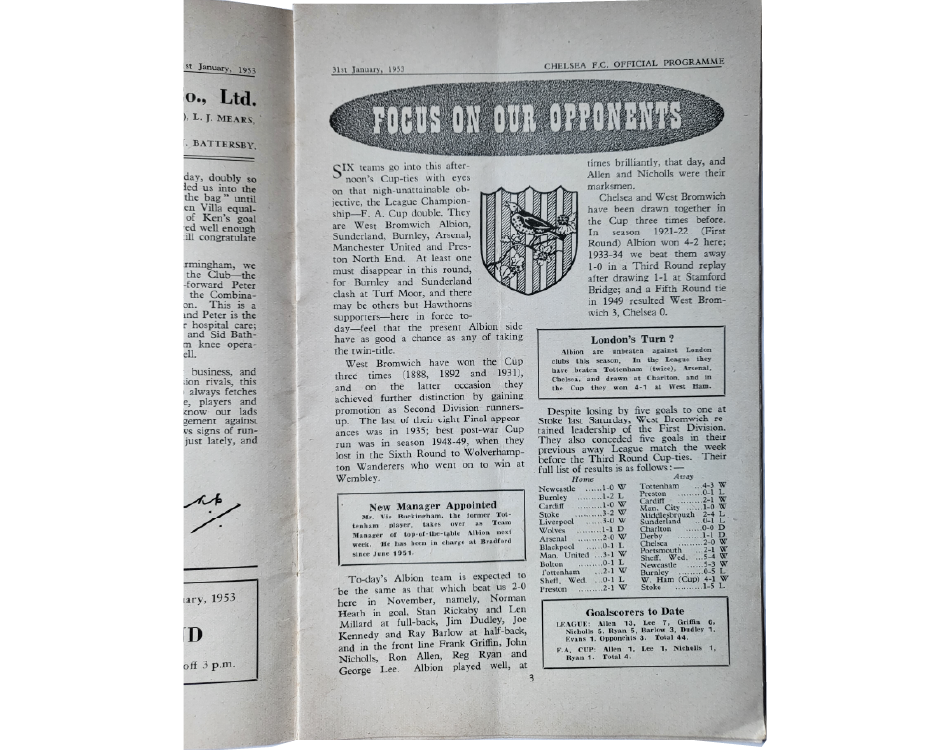 st January, 1953
o., Ltd.
), L. J. MEARS,
. BATTERSBY.
day, doubly so
ded us into the
the bag" until
en Villa equal-
of Ken's goal
ed well enough
ill congratulate
rmingham, we
the Club—the
-forward Peter
the Combina-
on. This is a
and Peter is the
r hospital care;
and Sid Bath-
n knee opera-
ell.
business, and
ion rivals, this
always fetches
e, players and
know our lads
gement against
vs signs of run-
just lately, and
ary, 1953
D
off 3 p.m.
31st January, 1953
CHELSEA F.C. OFFICIAL PROGRAMME
FOCUS ON OUR OPPONENTS
SIX teams go into this after-
noon's Cup-ties with eyes
on that nigh-unattainable ob-
jective, the League Champion-
ship—F. A. Cup double. They
are West Bromwich Albion,
Sunderland, Burnley, Arsenal,
Manchester United and Pres-
ton North End. At least one
must disappear in this round,
for Burnley and Sunderland
clash at Turf Moor, and there
may be others but Hawthorns
supporters—here in force to-
day—feel that the present Albion side
have as good a chance as any of taking
the twin-title.
West Bromwich have won the Cup
three times (1888, 1892 and 1931),
and on the latter occasion they
achieved further distinction by gaining
promotion as Second Division runners-
up. The last of their eight Final appear
ances was in 1935; best post-war Cup
run was in season 1948-49, when they
lost in the Sixth Round to Wolverhamp-
ton Wanderers who went on to win at
Wembley.
New Manager Appointed
Mr. Vic Buckingham, the former Tot-
tenham player, takes over as Team
Manager of top-of-the-table Albion next
week. He has been in charge at Bradford
since June 1951.
To-day's Albion team is expected to
be the same as that which beat us 2-0
here in November, namely, Norman
Heath in goal, Stan Rickaby and Len
Millard at full-back, Jim Dudley, Joe
Kennedy and Ray Barlow at half-back,
and in the front line Frank Griffin, John
Nicholls, Ron Allen, Reg Ryan and
George Lee. Albion played well, at
times brilliantly, that day, and
Allen and Nicholls were their
marksmen.
Chelsea and West Bromwich
have been drawn together in
the Cup three times before.
In season 1921-22 (First
Round) Albion won 4-2 here;
1933-34 we beat them away
1-0 in a Third Round replay
after drawing 1-1 at Stamford
Bridge; and a Fifth Round tie
in 1949 resulted West Brom-
wich 3, Chelsea 0.
London's Turn ?
Albion are unbeaten against London
clubs this season. In the League they
have beaten Tottenham (twice), Arsenal,
Chelsea, and drawn at Charlton, and in
the Cup they won 4-1 at West Ham.
Despite losing by five goals to one at
Stoke last Saturday, West Bromwich re-
tained leadership of the First Division.
They also conceded five goals in their
previous away League match the week
before the Third Round Cup-ties. Their
full list of results is as follows:—
Home
Newcastle ......1-0 W
Burnley ......1-2 L
Cardiff ......1-0 W
Stoke ......3-2 W
Liverpool ......3-0 W
Wolves ......1-1 D
Arsenal ......2-0 W
Blackpool ......0-1 L
Man. United ...3-1 W
Bolton ......0-1 L
Tottenham ......2-1 W
Sheff. Wed. ...0-1 L
Preston ......2-1 W
Away
Tottenham ...4-3 W
Preston ......0-1 L
Cardiff ......2-1 W
Man. City ......1-0 W
Middlesbrough 2-4 L
Sunderland ...0-1 L
Charlton ......0-0 D
Derby ......1-1 D
Chelsea ......2-0 W
Portsmouth ...2-1 W
Sheff. Wed. ...5-4 W
Newcastle ......5-3 W
Burnley ......0-5 L
W. Ham (Cup) 4-1 W
Stoke ......1-5 L
Goalscorers to Date
LEAGUE: Allen 13, Lee 7, Griffin 6,
Nicholls 5, Ryan 5, Barlow 3, Dudley 1,
Evans 1, Opponents 3. Total 44.
F.A. CUP: Allen 1, Lee 1, Nicholls 1,
Ryan 1. Total 4.
3